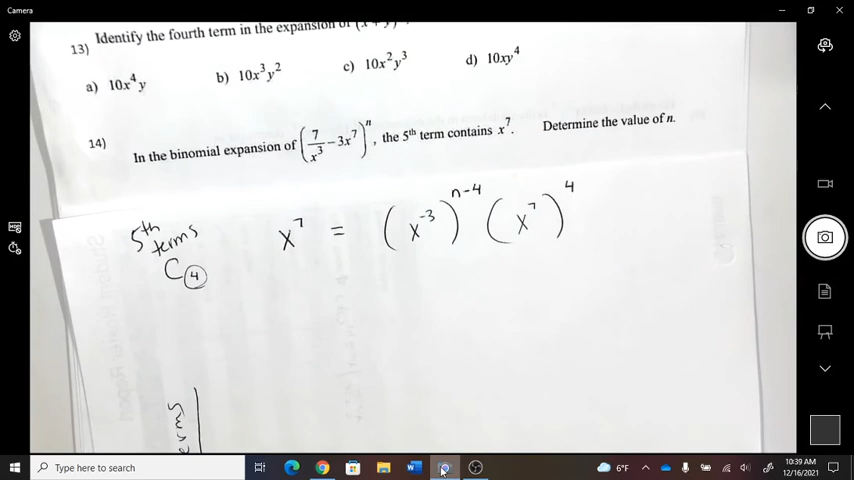 Camera
13) Identify the fourth term in the expansion of (x + y)
a) 10x⁴y b) 10x³y² c) 10x²y³ d) 10xy⁴
14) In the binomial expansion of (7/x³ − 3x⁷)ⁿ, the 5th term contains x⁷. Determine the value of n.
5th terms C④
x⁷ = (x⁻³)ⁿ⁻⁴ (x⁷)⁴
Type here to search
6°F
10:39 AM
12/16/2021